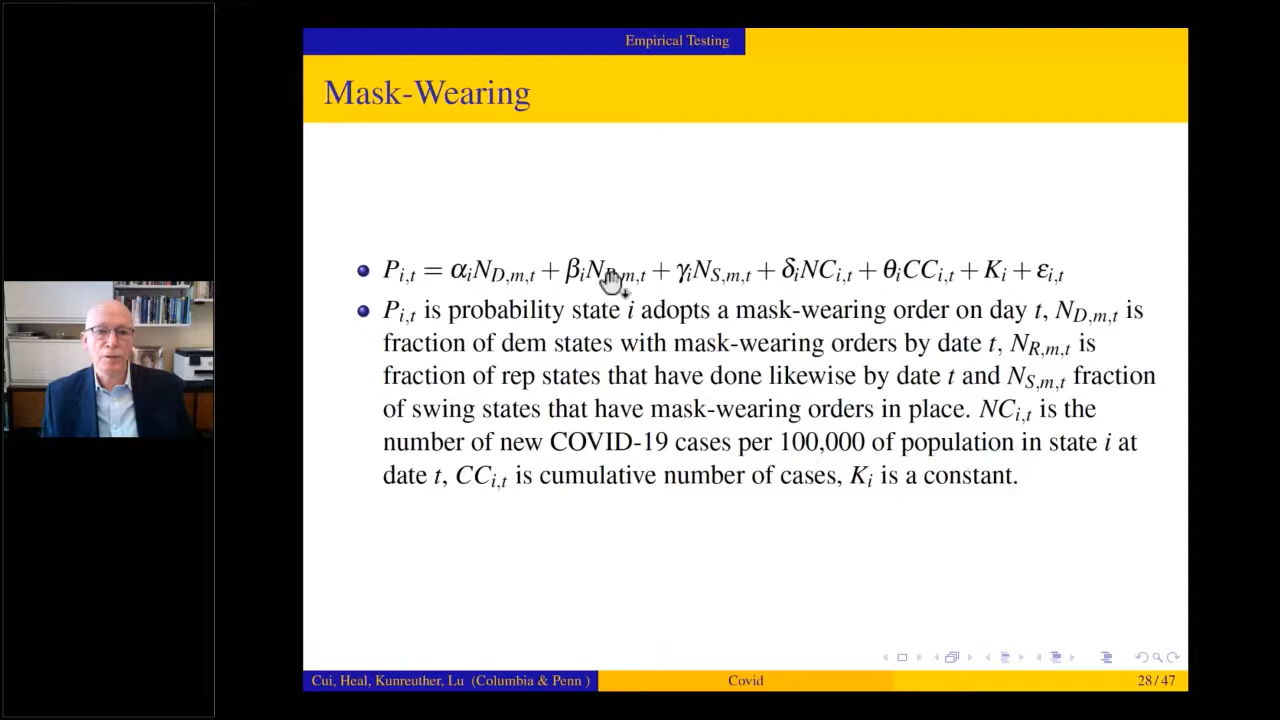 Empirical Testing
Mask-Wearing
P_{i,t} = α_i N_{D,m,t} + β_i N_{R,m,t} + γ_i N_{S,m,t} + δ_i NC_{i,t} + θ_i CC_{i,t} + K_i + ε_{i,t}
P_{i,t} is probability state i adopts a mask-wearing order on day t, N_{D,m,t} is
fraction of dem states with mask-wearing orders by date t, N_{R,m,t} is
fraction of rep states that have done likewise by date t and N_{S,m,t} fraction
of swing states that have mask-wearing orders in place. NC_{i,t} is the
number of new COVID-19 cases per 100,000 of population in state i at
date t, CC_{i,t} is cumulative number of cases, K_i is a constant.
Cui, Heal, Kunreuther, Lu (Columbia & Penn )
Covid
28 / 47